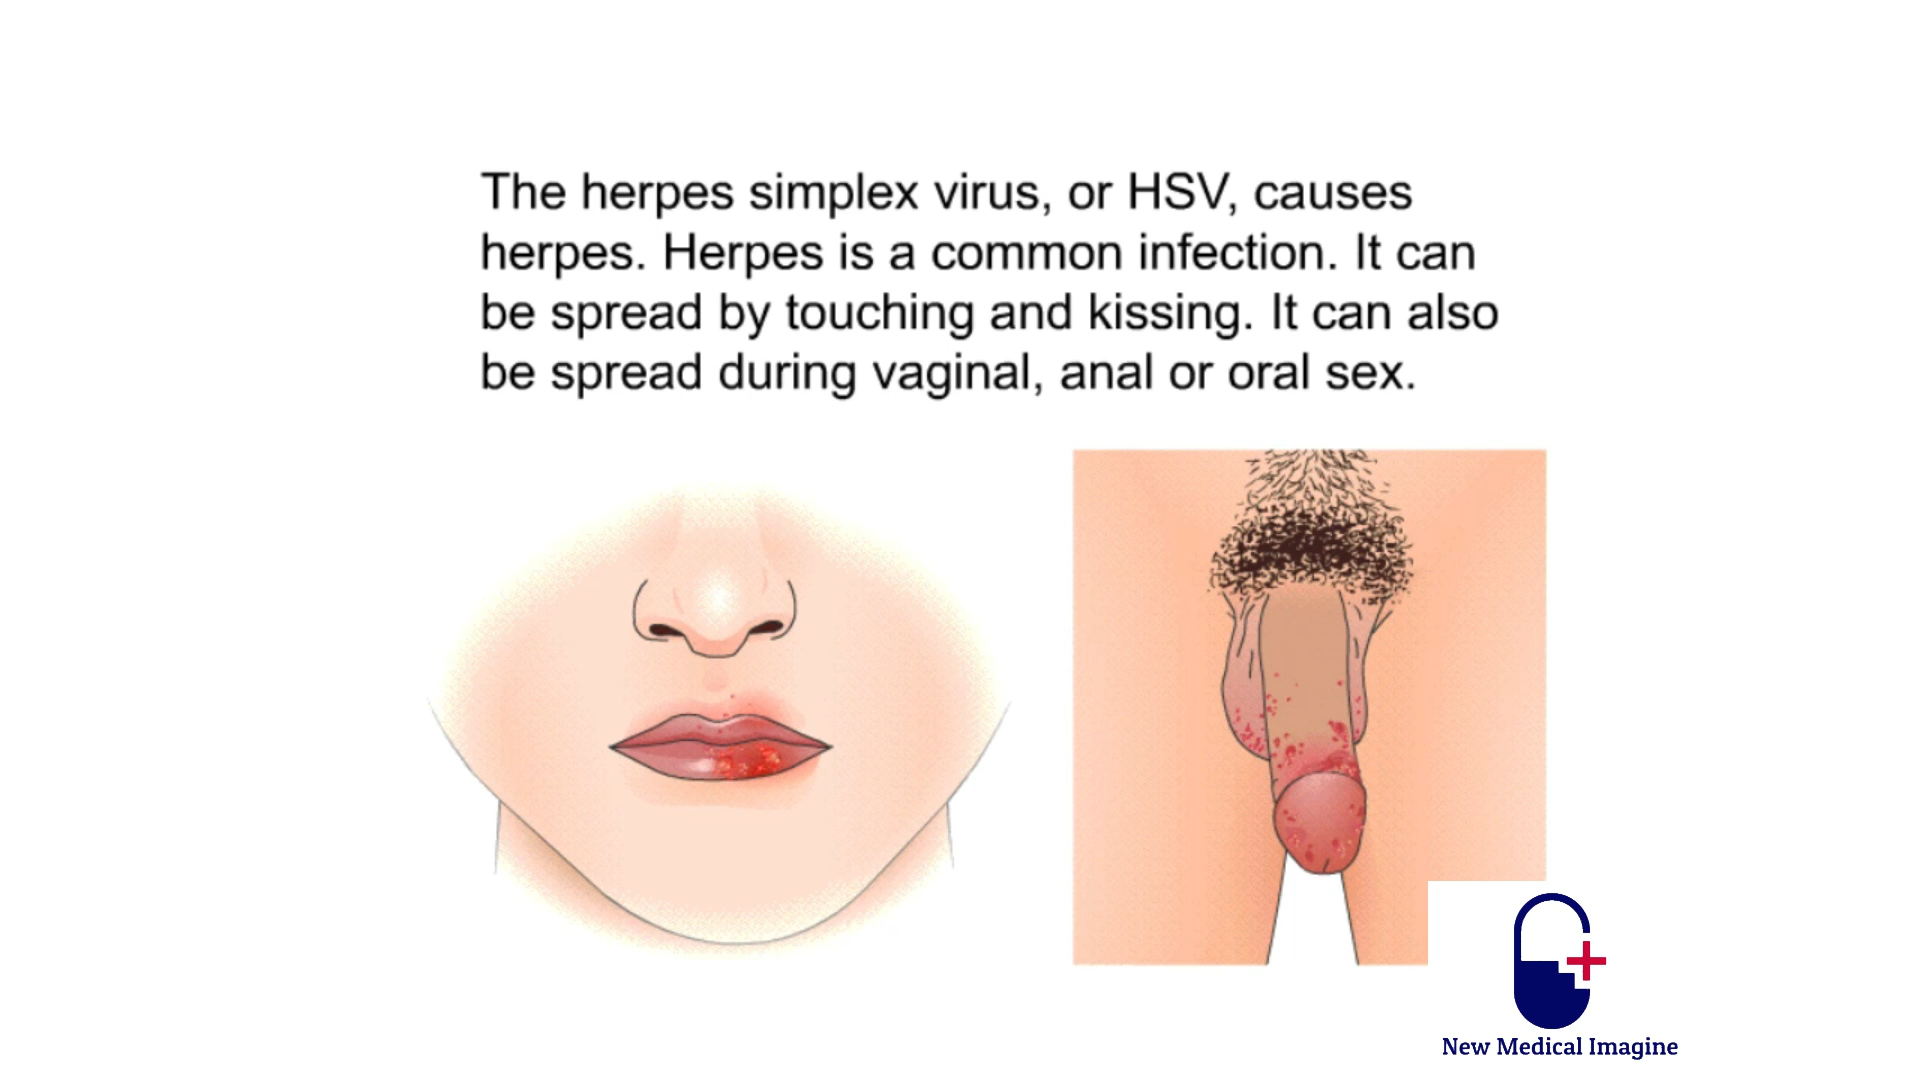 The herpes simplex virus, or HSV, causes
herpes. Herpes is a common infection. It can
be spread by touching and kissing. It can also
be spread during vaginal, anal or oral sex.
New Medical Imagine